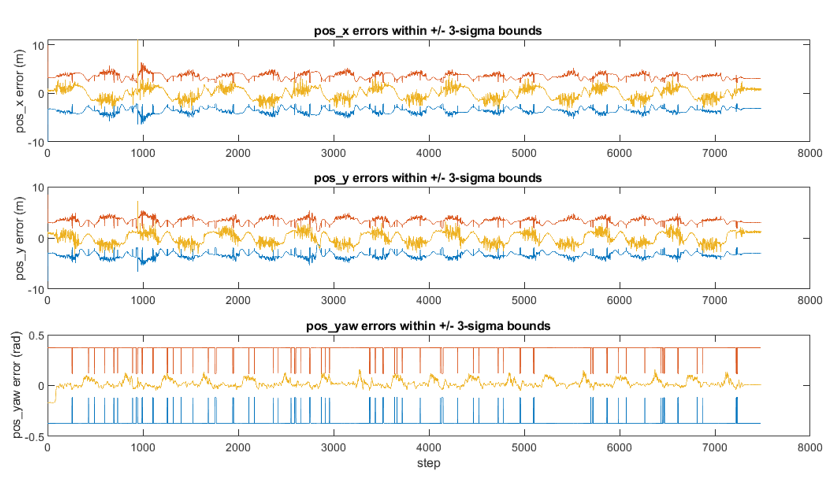 pos_x errors within +/- 3-sigma bounds
10
0
-10
pos_x error (m)
0 1000 2000 3000 4000 5000 6000 7000 8000
pos_y errors within +/- 3-sigma bounds
10
0
-10
pos_y error (m)
0 1000 2000 3000 4000 5000 6000 7000 8000
pos_yaw errors within +/- 3-sigma bounds
0.5
0
-0.5
pos_yaw error (rad)
0 1000 2000 3000 4000 5000 6000 7000 8000
step